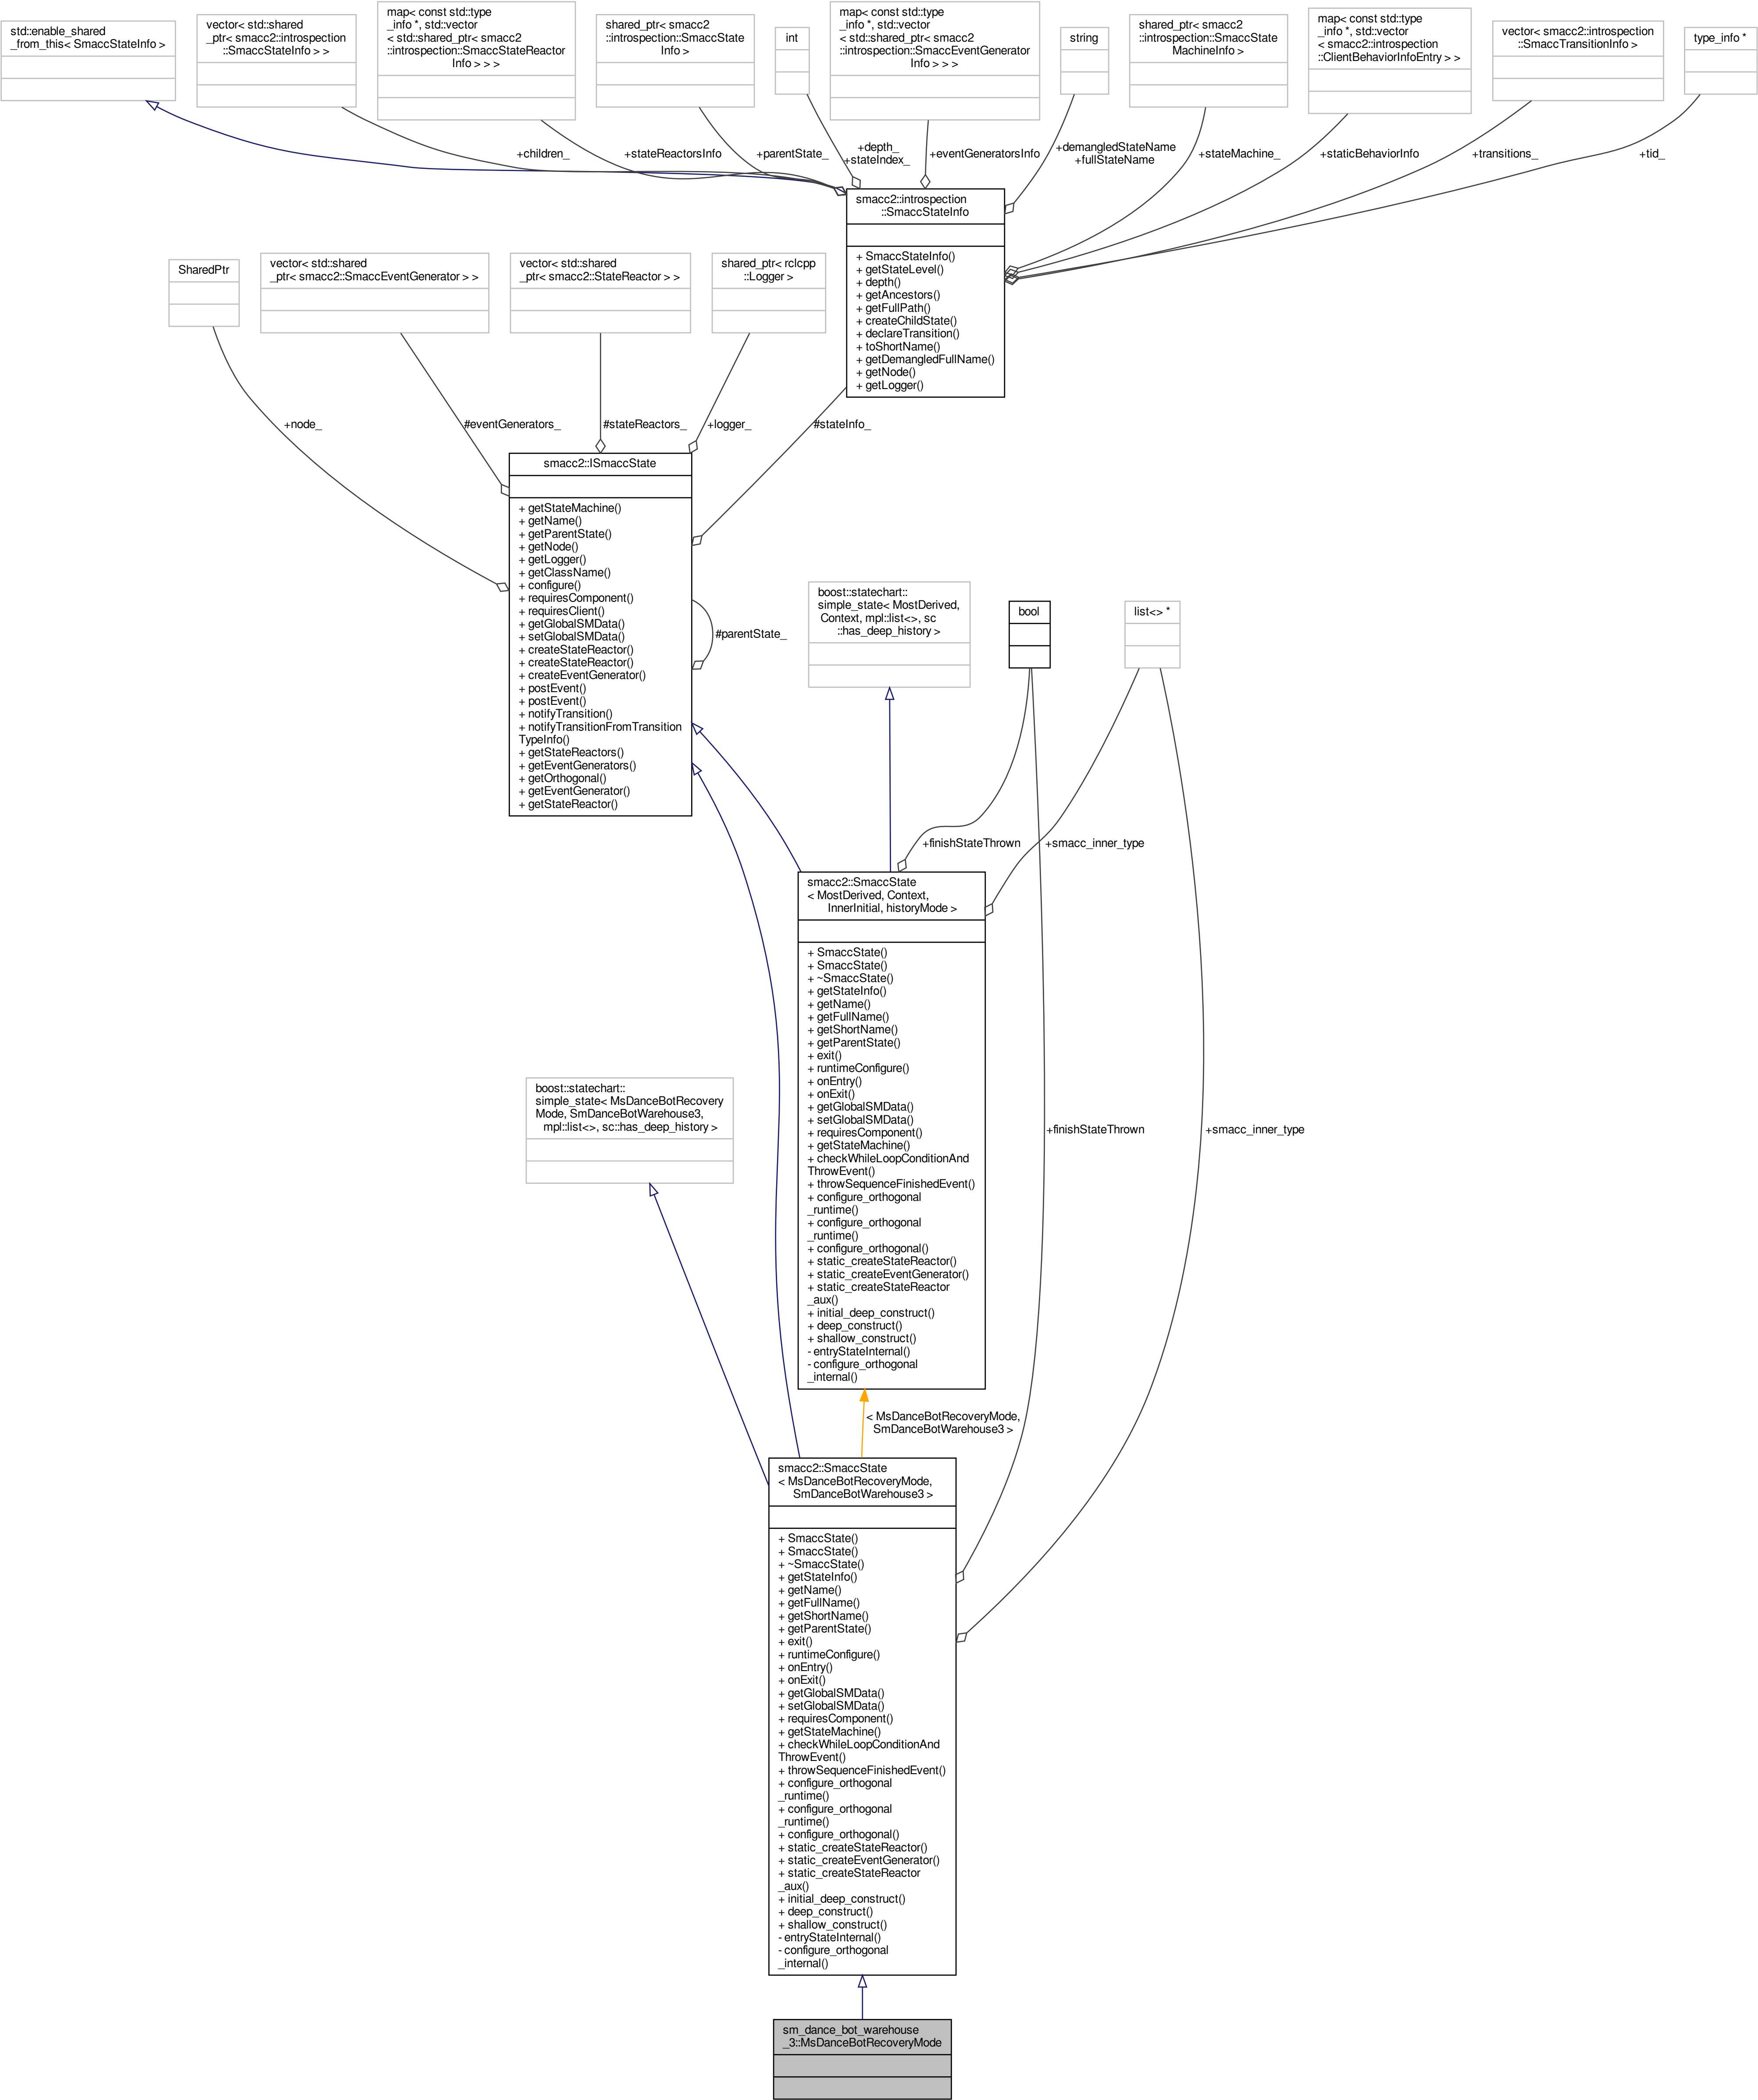 std::enable_shared
_from_this< SmaccStateInfo >
vector< std::shared
_ptr< smacc2::introspection
::SmaccStateInfo > >
map< const std::type
_info *, std::vector
< std::shared_ptr< smacc2
::introspection::SmaccStateReactor
Info > > >
shared_ptr< smacc2
::introspection::SmaccState
Info >
int
map< const std::type
_info *, std::vector
< std::shared_ptr< smacc2
::introspection::SmaccEventGenerator
Info > > >
string
shared_ptr< smacc2
::introspection::SmaccState
MachineInfo >
map< const std::type
_info *, std::vector
< smacc2::introspection
::ClientBehaviorInfoEntry > >
vector< smacc2::introspection
::SmaccTransitionInfo >
type_info *
+children_
+stateReactorsInfo
+parentState_
+depth_
+stateIndex_
+eventGeneratorsInfo
+demangledStateName
+fullStateName
+stateMachine_
+staticBehaviorInfo
+transitions_
+tid_
smacc2::introspection
::SmaccStateInfo
+ SmaccStateInfo()
+ getStateLevel()
+ depth()
+ getAncestors()
+ getFullPath()
+ createChildState()
+ declareTransition()
+ toShortName()
+ getDemangledFullName()
+ getNode()
+ getLogger()
SharedPtr
vector< std::shared
_ptr< smacc2::SmaccEventGenerator > >
vector< std::shared
_ptr< smacc2::StateReactor > >
shared_ptr< rclcpp
::Logger >
+node_
#eventGenerators_
#stateReactors_
+logger_
#stateInfo_
smacc2::ISmaccState
+ getStateMachine()
+ getName()
+ getParentState()
+ getNode()
+ getLogger()
+ getClassName()
+ configure()
+ requiresComponent()
+ requiresClient()
+ getGlobalSMData()
+ setGlobalSMData()
+ createStateReactor()
+ createStateReactor()
+ createEventGenerator()
+ postEvent()
+ postEvent()
+ notifyTransition()
+ notifyTransitionFromTransition
TypeInfo()
+ getStateReactors()
+ getEventGenerators()
+ getOrthogonal()
+ getEventGenerator()
+ getStateReactor()
#parentState_
boost::statechart::
simple_state< MostDerived,
Context, mpl::list<>, sc
::has_deep_history >
bool
list<> *
+finishStateThrown
+smacc_inner_type
smacc2::SmaccState
< MostDerived, Context,
InnerInitial, historyMode >
+ SmaccState()
+ SmaccState()
+ ~SmaccState()
+ getStateInfo()
+ getName()
+ getFullName()
+ getShortName()
+ getParentState()
+ exit()
+ runtimeConfigure()
+ onEntry()
+ onExit()
+ getGlobalSMData()
+ setGlobalSMData()
+ requiresComponent()
+ getStateMachine()
+ checkWhileLoopConditionAnd
ThrowEvent()
+ throwSequenceFinishedEvent()
+ configure_orthogonal
_runtime()
+ configure_orthogonal
_runtime()
+ configure_orthogonal()
+ static_createStateReactor()
+ static_createEventGenerator()
+ static_createStateReactor
_aux()
+ initial_deep_construct()
+ deep_construct()
+ shallow_construct()
- entryStateInternal()
- configure_orthogonal
_internal()
boost::statechart::
simple_state< MsDanceBotRecovery
Mode, SmDanceBotWarehouse3,
mpl::list<>, sc::has_deep_history >
+finishStateThrown
+smacc_inner_type
< MsDanceBotRecoveryMode,
SmDanceBotWarehouse3 >
smacc2::SmaccState
< MsDanceBotRecoveryMode,
SmDanceBotWarehouse3 >
+ SmaccState()
+ SmaccState()
+ ~SmaccState()
+ getStateInfo()
+ getName()
+ getFullName()
+ getShortName()
+ getParentState()
+ exit()
+ runtimeConfigure()
+ onEntry()
+ onExit()
+ getGlobalSMData()
+ setGlobalSMData()
+ requiresComponent()
+ getStateMachine()
+ checkWhileLoopConditionAnd
ThrowEvent()
+ throwSequenceFinishedEvent()
+ configure_orthogonal
_runtime()
+ configure_orthogonal
_runtime()
+ configure_orthogonal()
+ static_createStateReactor()
+ static_createEventGenerator()
+ static_createStateReactor
_aux()
+ initial_deep_construct()
+ deep_construct()
+ shallow_construct()
- entryStateInternal()
- configure_orthogonal
_internal()
sm_dance_bot_warehouse
_3::MsDanceBotRecoveryMode